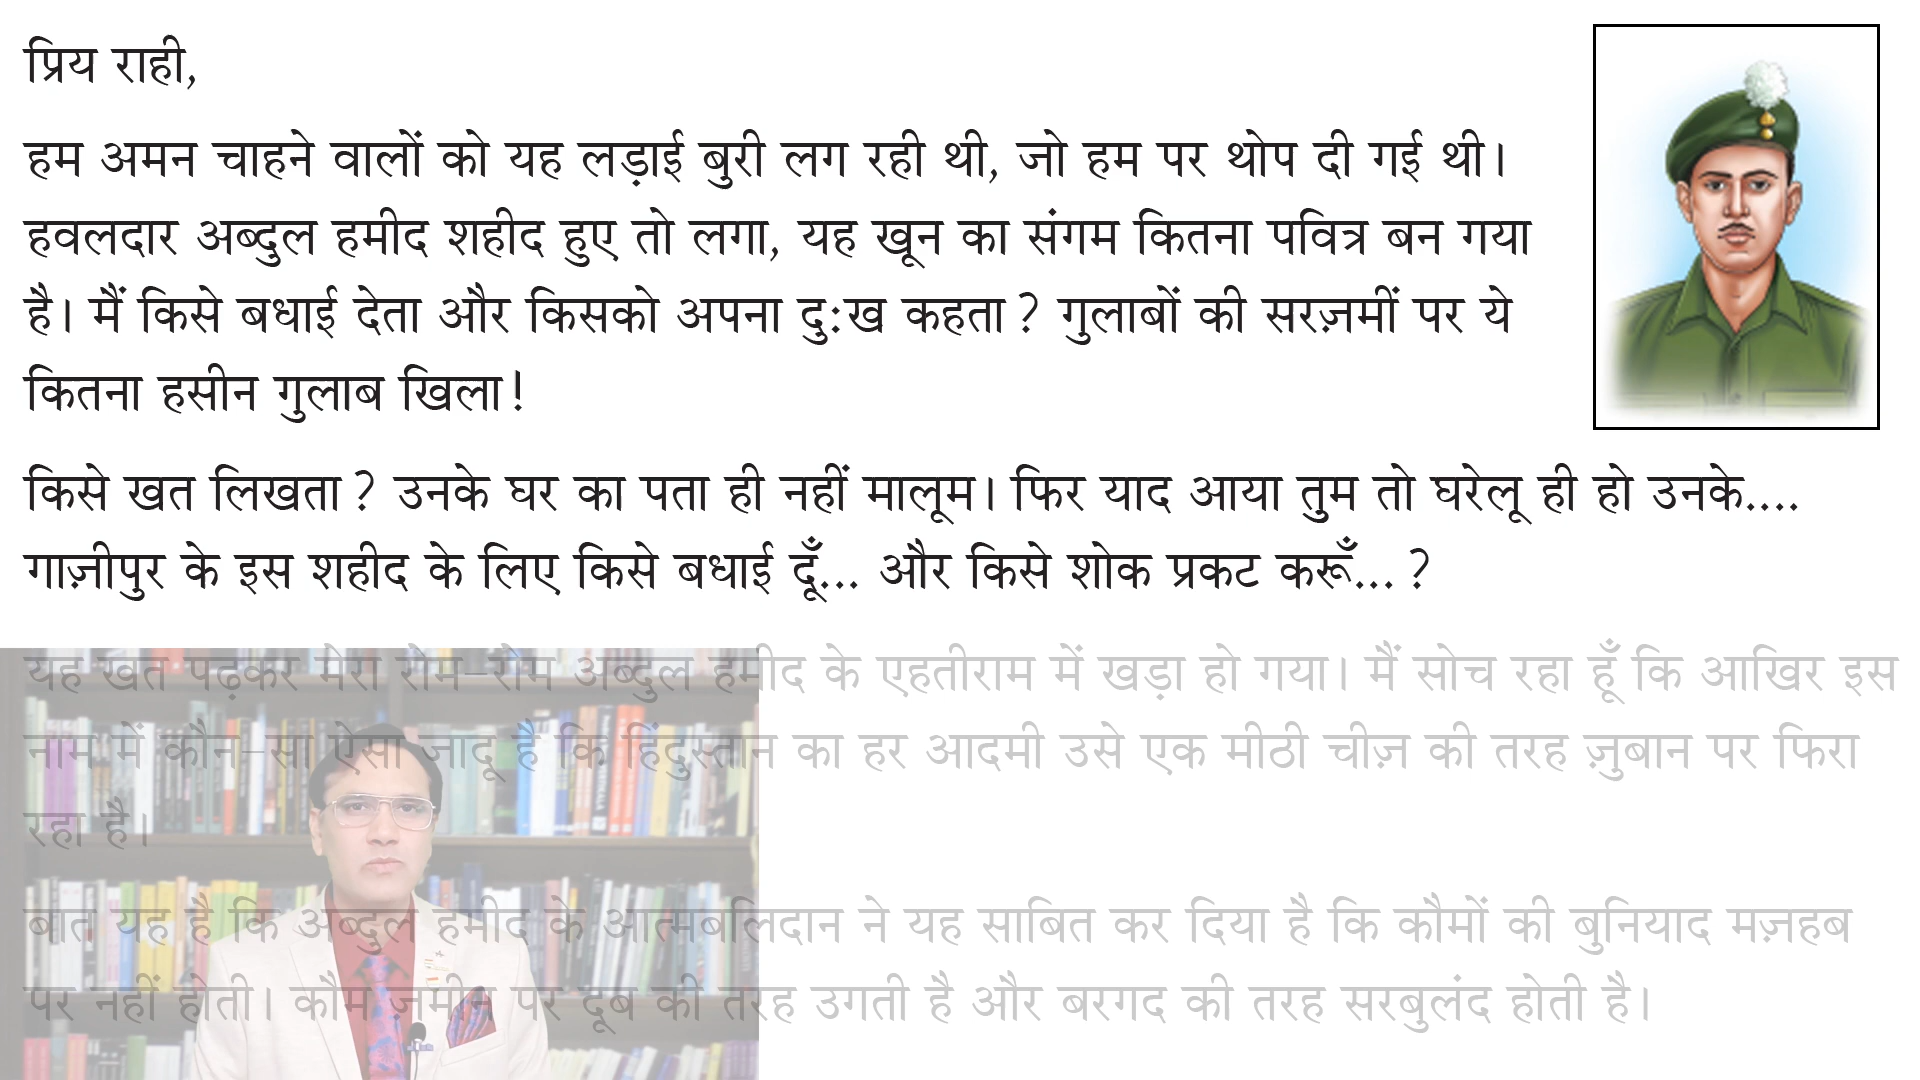 प्रिय राही,
हम अमन चाहने वालों को यह लड़ाई बुरी लग रही थी, जो हम पर थोप दी गई थी।
हवलदार अब्दुल हमीद शहीद हुए तो लगा, यह खून का संगम कितना पवित्र बन गया
है। मैं किसे बधाई देता और किसको अपना दुःख कहता? गुलाबों की सरज़मीं पर ये
कितना हसीन गुलाब खिला!
किसे खत लिखता? उनके घर का पता ही नहीं मालूम। फिर याद आया तुम तो घरेलू ही हो उनके....
गाज़ीपुर के इस शहीद के लिए किसे बधाई दूँ... और किसे शोक प्रकट करूँ... ?
यह खत पढ़कर मेरा रोम-रोम अब्दुल हमीद के एहतीराम में खड़ा हो गया। मैं सोच रहा हूँ कि आखिर इस
नाम में कौन-सा ऐसा जादू है कि हिंदुस्तान का हर आदमी उसे एक मीठी चीज़ की तरह ज़ुबान पर फिरा
रहा है।
बात यह है कि अब्दुल हमीद के आत्मबलिदान ने यह साबित कर दिया है कि कौमों की बुनियाद मज़हब
पर नहीं होती। कौम ज़मीन पर दूब की तरह उगती है और बरगद की तरह सरबुलंद होती है।